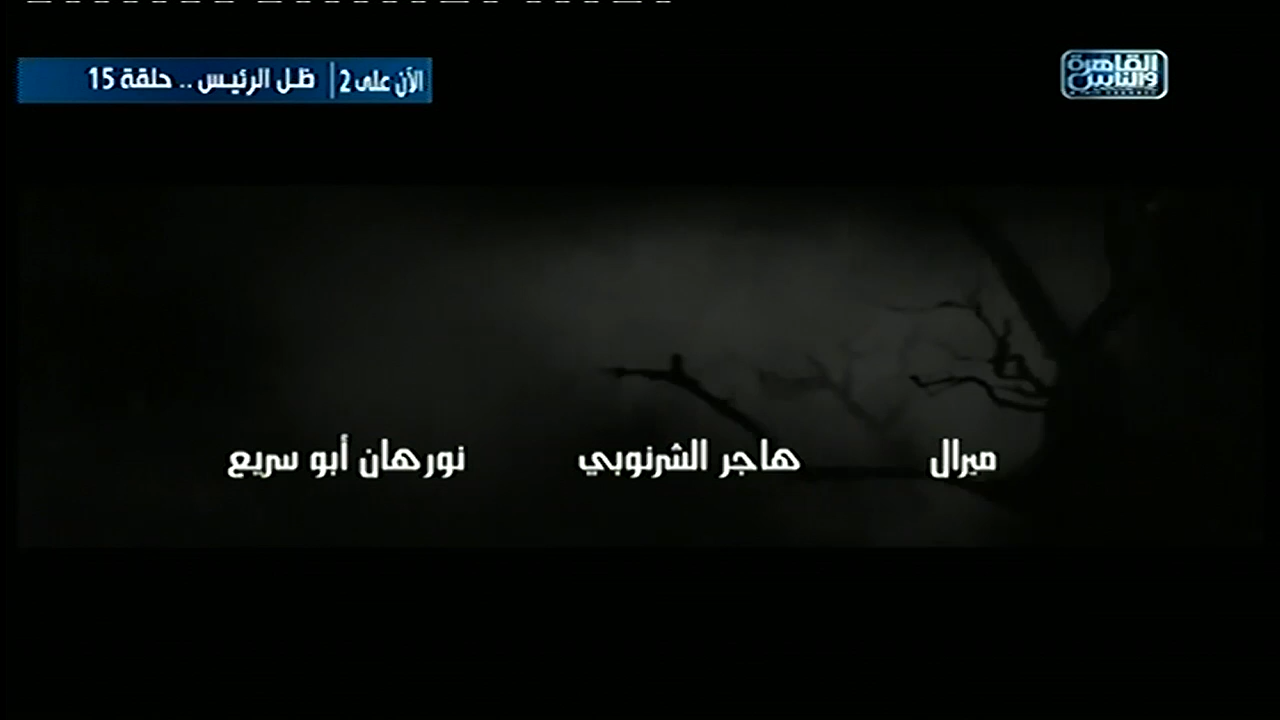 الآن على 2 | ظل الرئيس .. حلقة 15
القاهرة
والناس
ميرال
هاجر الشرنوبي
نورهان أبو سريع